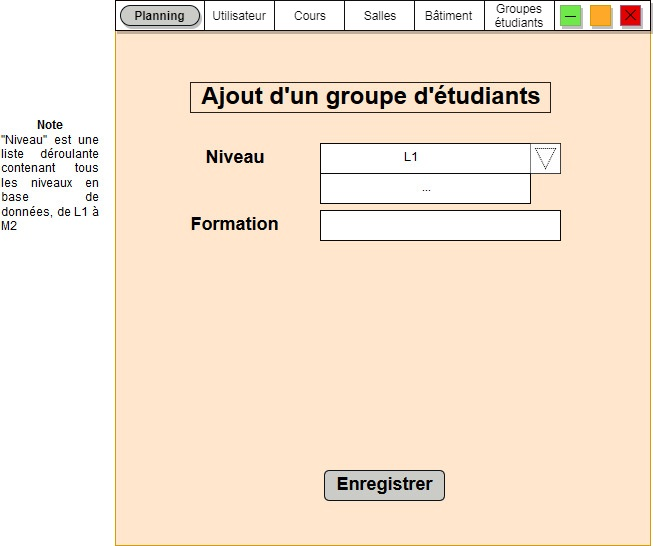 Planning
Utilisateur
Cours
Salles
Bâtiment
Groupes
étudiants
Ajout d'un groupe d'étudiants
Note
"Niveau" est une
liste déroulante
contenant tous
les niveaux en
base de
données, de L1 à
M2
Niveau
L1
...
Formation
Enregistrer